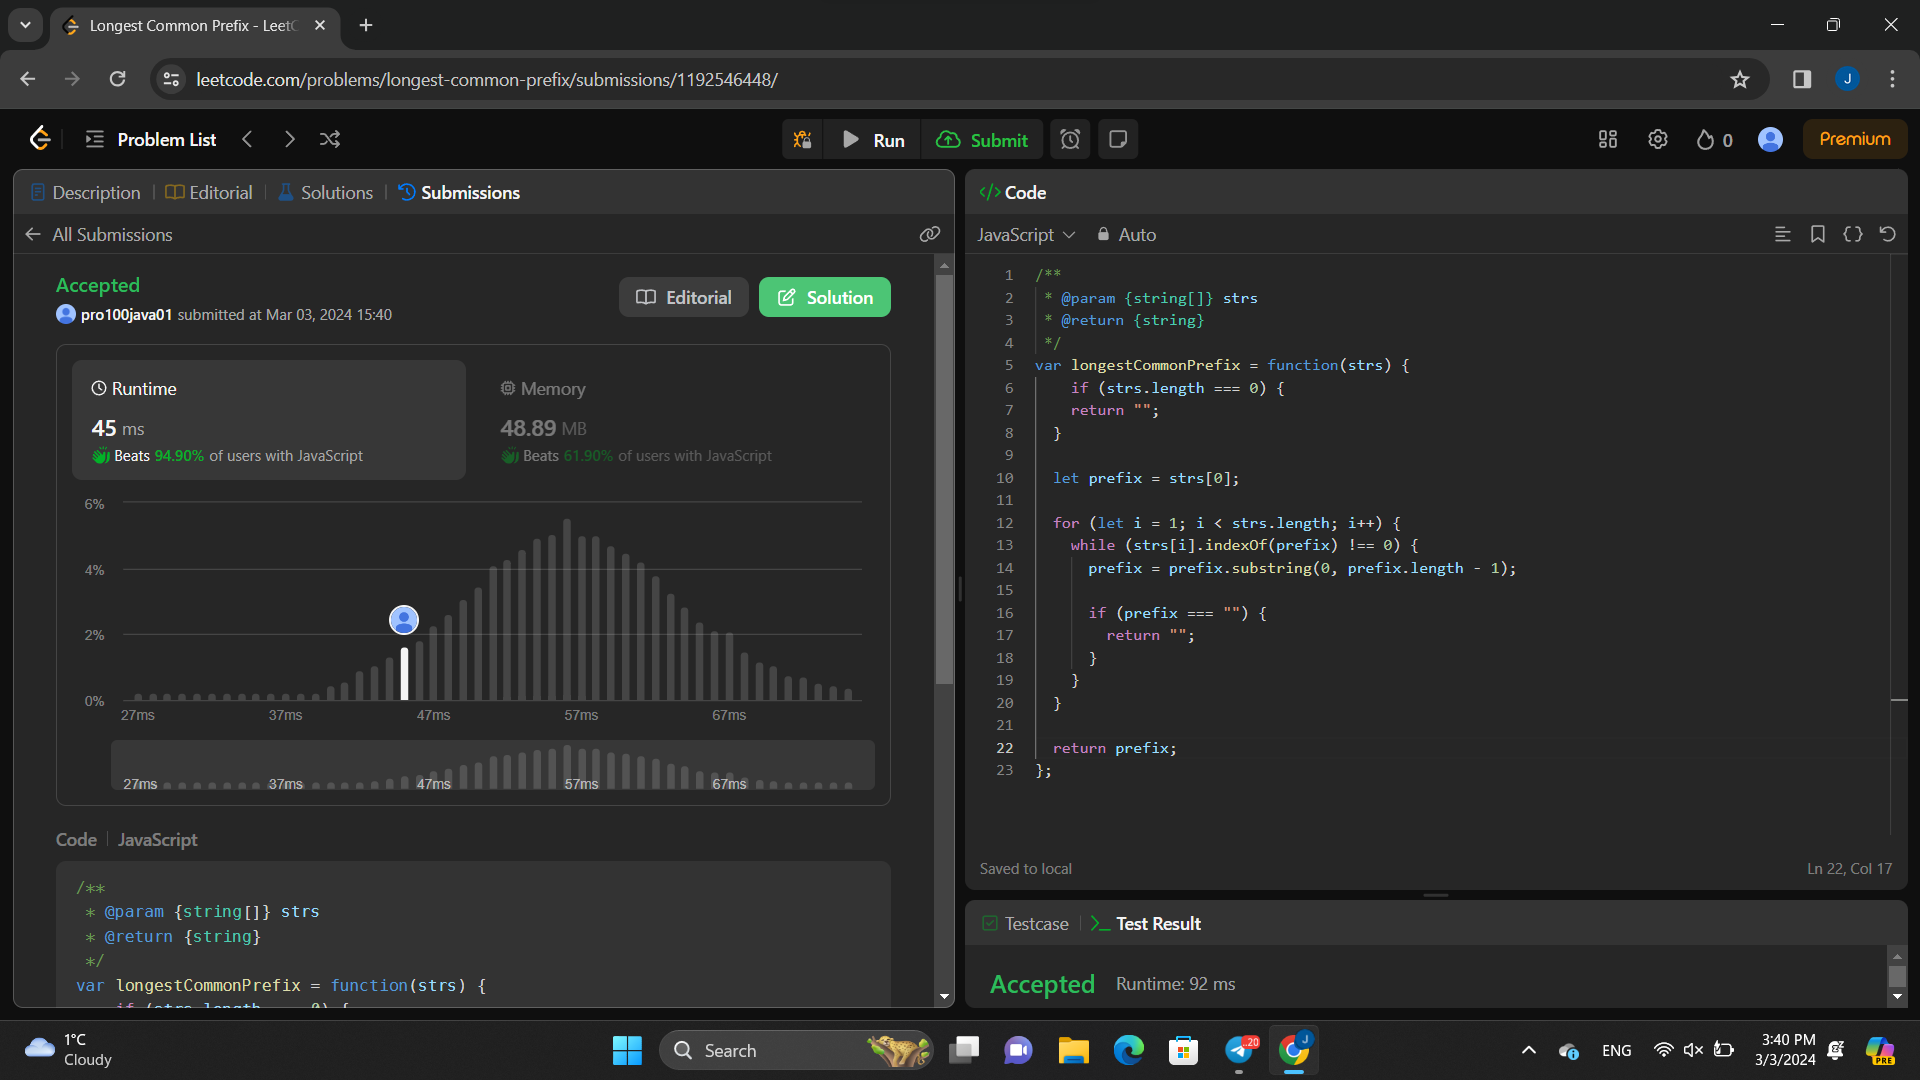 Longest Common Prefix - Leet
leetcode.com/problems/longest-common-prefix/submissions/1192546448/
J
Problem List
Run
Submit
0
Premium
Description
Editorial
Solutions
Submissions
All Submissions
Accepted
pro100java01 submitted at Mar 03, 2024 15:40
Editorial
Solution
Runtime
45 ms
Beats 94.90% of users with JavaScript
Memory
48.89 MB
Beats 61.90% of users with JavaScript
6%
4%
2%
0%
27ms 37ms 47ms 57ms 67ms
27ms 37ms 47ms 57ms 67ms
Code JavaScript
/**
* @param {string[]} strs
* @return {string}
*/
var longestCommonPrefix = function(strs) {
</> Code
JavaScript
Auto
1 /**
2 * @param {string[]} strs
3 * @return {string}
4 */
5 var longestCommonPrefix = function(strs) {
6 if (strs.length === 0) {
7 return "";
8 }
9
10 let prefix = strs[0];
11
12 for (let i = 1; i < strs.length; i++) {
13 while (strs[i].indexOf(prefix) !== 0) {
14 prefix = prefix.substring(0, prefix.length - 1);
15
16 if (prefix === "") {
17 return "";
18 }
19 }
20 }
21
22 return prefix;
23 };
Saved to local
Ln 22, Col 17
Testcase
Test Result
Accepted
Runtime: 92 ms
1°C
Cloudy
Search
20
J
ENG
3:40 PM
3/3/2024
PRE